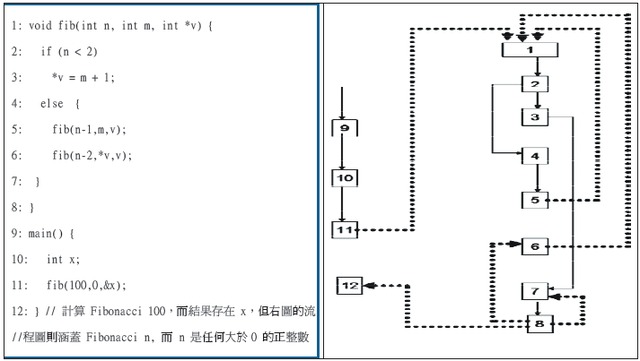 1: void fib(int n, int m, int *v) {
2: if (n < 2)
3: *v = m + 1;
4: else {
5: fib(n-1,m,v);
6: fib(n-2,*v,v);
7: }
8: }
9: main() {
10: int x;
11: fib(100,0,&x);
12: } // 計算 Fibonacci 100，而結果存在 x，但右圖的流
//程圖則涵蓋 Fibonacci n, 而 n 是任何大於 0 的正整數
1
2
3
4
5
6
7
8
9
10
11
12